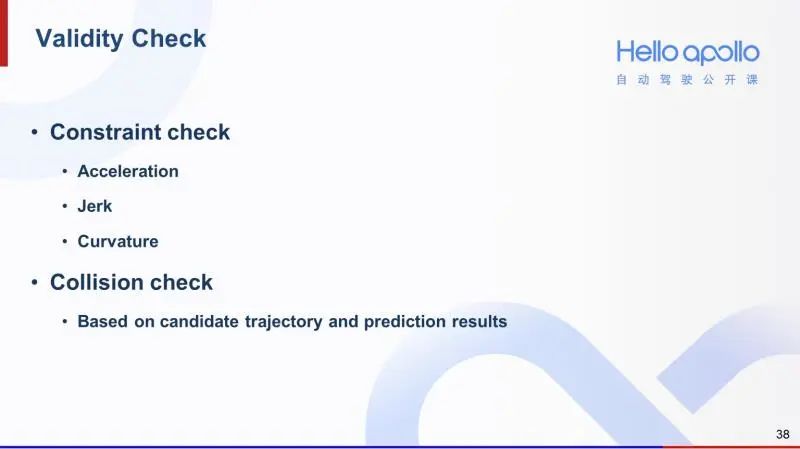 Validity Check
Hello apollo
自动驾驶公开课
• Constraint check
• Acceleration
• Jerk
• Curvature
• Collision check
• Based on candidate trajectory and prediction results
38